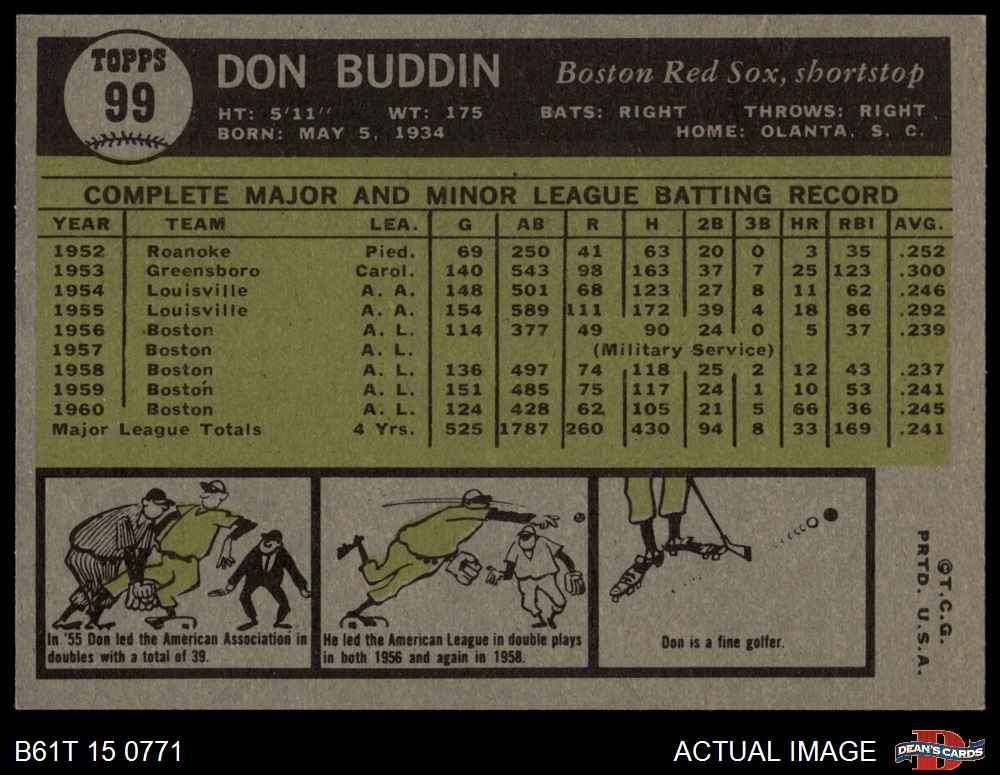 TOPPS
99
DON BUDDIN Boston Red Sox, shortstop
HT: 5'11" WT: 175 BATS: RIGHT THROWS: RIGHT
BORN: MAY 5, 1934 HOME: OLANTA, S. C.
COMPLETE MAJOR AND MINOR LEAGUE BATTING RECORD
YEAR TEAM LEA. G AB R H 2B 3B HR RBI AVG.
1952 Roanoke Pied. 69 250 41 63 20 0 3 35 .252
1953 Greensboro Carol. 140 543 98 163 37 7 25 123 .300
1954 Louisville A. A. 148 501 68 123 27 8 11 62 .246
1955 Louisville A. A. 154 589 111 172 39 4 18 86 .292
1956 Boston A. L. 114 377 49 90 24 0 5 37 .239
1957 Boston A. L. (Military Service)
1958 Boston A. L. 136 497 74 118 25 2 12 43 .237
1959 Boston A. L. 151 485 75 117 24 1 10 53 .241
1960 Boston A. L. 124 428 62 105 21 5 66 36 .245
Major League Totals 4 Yrs. 525 1787 260 430 94 8 33 169 .241
In '55 Don led the American Association in
doubles with a total of 39.
He led the American League in double plays
in both 1956 and again in 1958.
Don is a fine golfer.
©T.C.G.
PRTD. U.S.A.
B61T 15 0771
ACTUAL IMAGE
D
DEAN'S CARDS